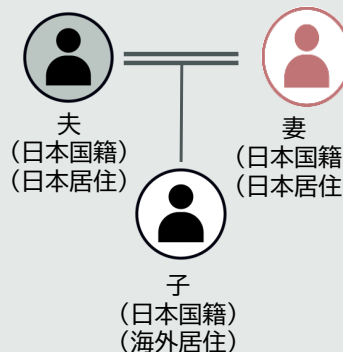 夫
（日本国籍）
（日本居住）
妻
（日本国籍
（日本居住
子
（日本国籍）
（海外居住）